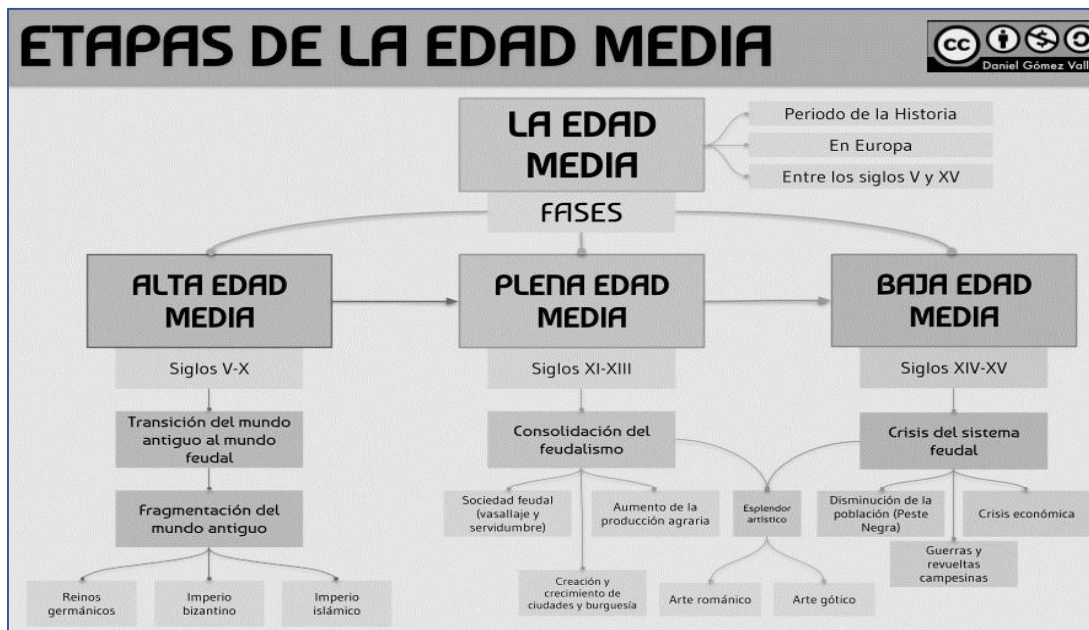 ETAPAS DE LA EDAD MEDIA
cc
Daniel Gómez Vall
LA EDAD
MEDIA
Periodo de la Historia
En Europa
Entre los siglos V y XV
FASES
ALTA EDAD
MEDIA
PLENA EDAD
MEDIA
BAJA EDAD
MEDIA
Siglos V-X
Siglos XI-XIII
Siglos XIV-XV
Transición del mundo
antiguo al mundo
feudal
Consolidación del
feudalismo
Crisis del sistema
feudal
Fragmentación del
mundo antiguo
Sociedad feudal
(vasallaje y
servidumbre)
Aumento de la
producción agraria
Esplendor
artístico
Disminución de la
población (Peste
Negra)
Crisis económica
Guerras y
revueltas
campesinas
Reinos
germánicos
Imperio
bizantino
Imperio
islámico
Creación y
crecimiento de
ciudades y burguesía
Arte románico
Arte gótico